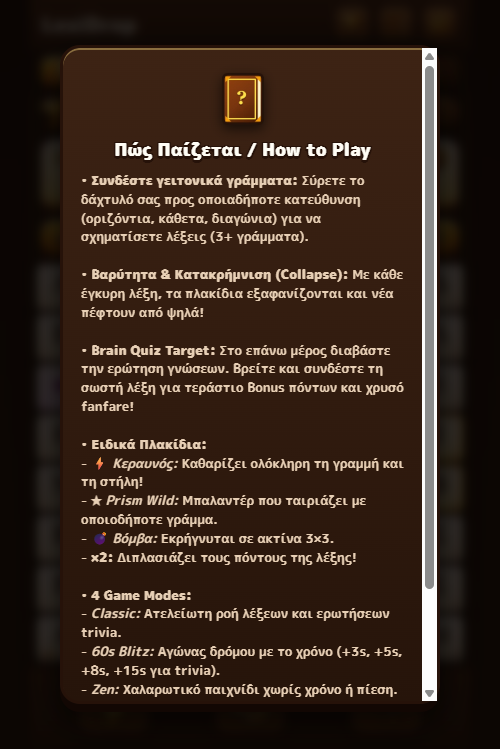 ?
Πώς Παίζεται / How to Play
• Συνδέστε γειτονικά γράμματα: Σύρετε το
δάχτυλό σας προς οποιαδήποτε κατεύθυνση
(οριζόντια, κάθετα, διαγώνια) για να
σχηματίσετε λέξεις (3+ γράμματα).
• Βαρύτητα & Κατακρήμνιση (Collapse): Με κάθε
έγκυρη λέξη, τα πλακίδια εξαφανίζονται και νέα
πέφτουν από ψηλά!
• Brain Quiz Target: Στο επάνω μέρος διαβάστε
την ερώτηση γνώσεων. Βρείτε και συνδέστε τη
σωστή λέξη για τεράστιο Bonus πόντων και χρυσό
fanfare!
• Ειδικά Πλακίδια:
- ⚡ Κεραυνός: Καθαρίζει ολόκληρη τη γραμμή και
τη στήλη!
- ★ Prism Wild: Μπαλαντέρ που ταιριάζει με
οποιοδήποτε γράμμα.
- 💣 Βόμβα: Εκρήγνυται σε ακτίνα 3×3.
- x2: Διπλασιάζει τους πόντους της λέξης!
• 4 Game Modes:
- Classic: Ατελείωτη ροή λέξεων και ερωτήσεων
trivia.
- 60s Blitz: Αγώνας δρόμου με το χρόνο (+3s, +5s,
+8s, +15s για trivia).
- Zen: Χαλαρωτικό παιχνίδι χωρίς χρόνο ή πίεση.